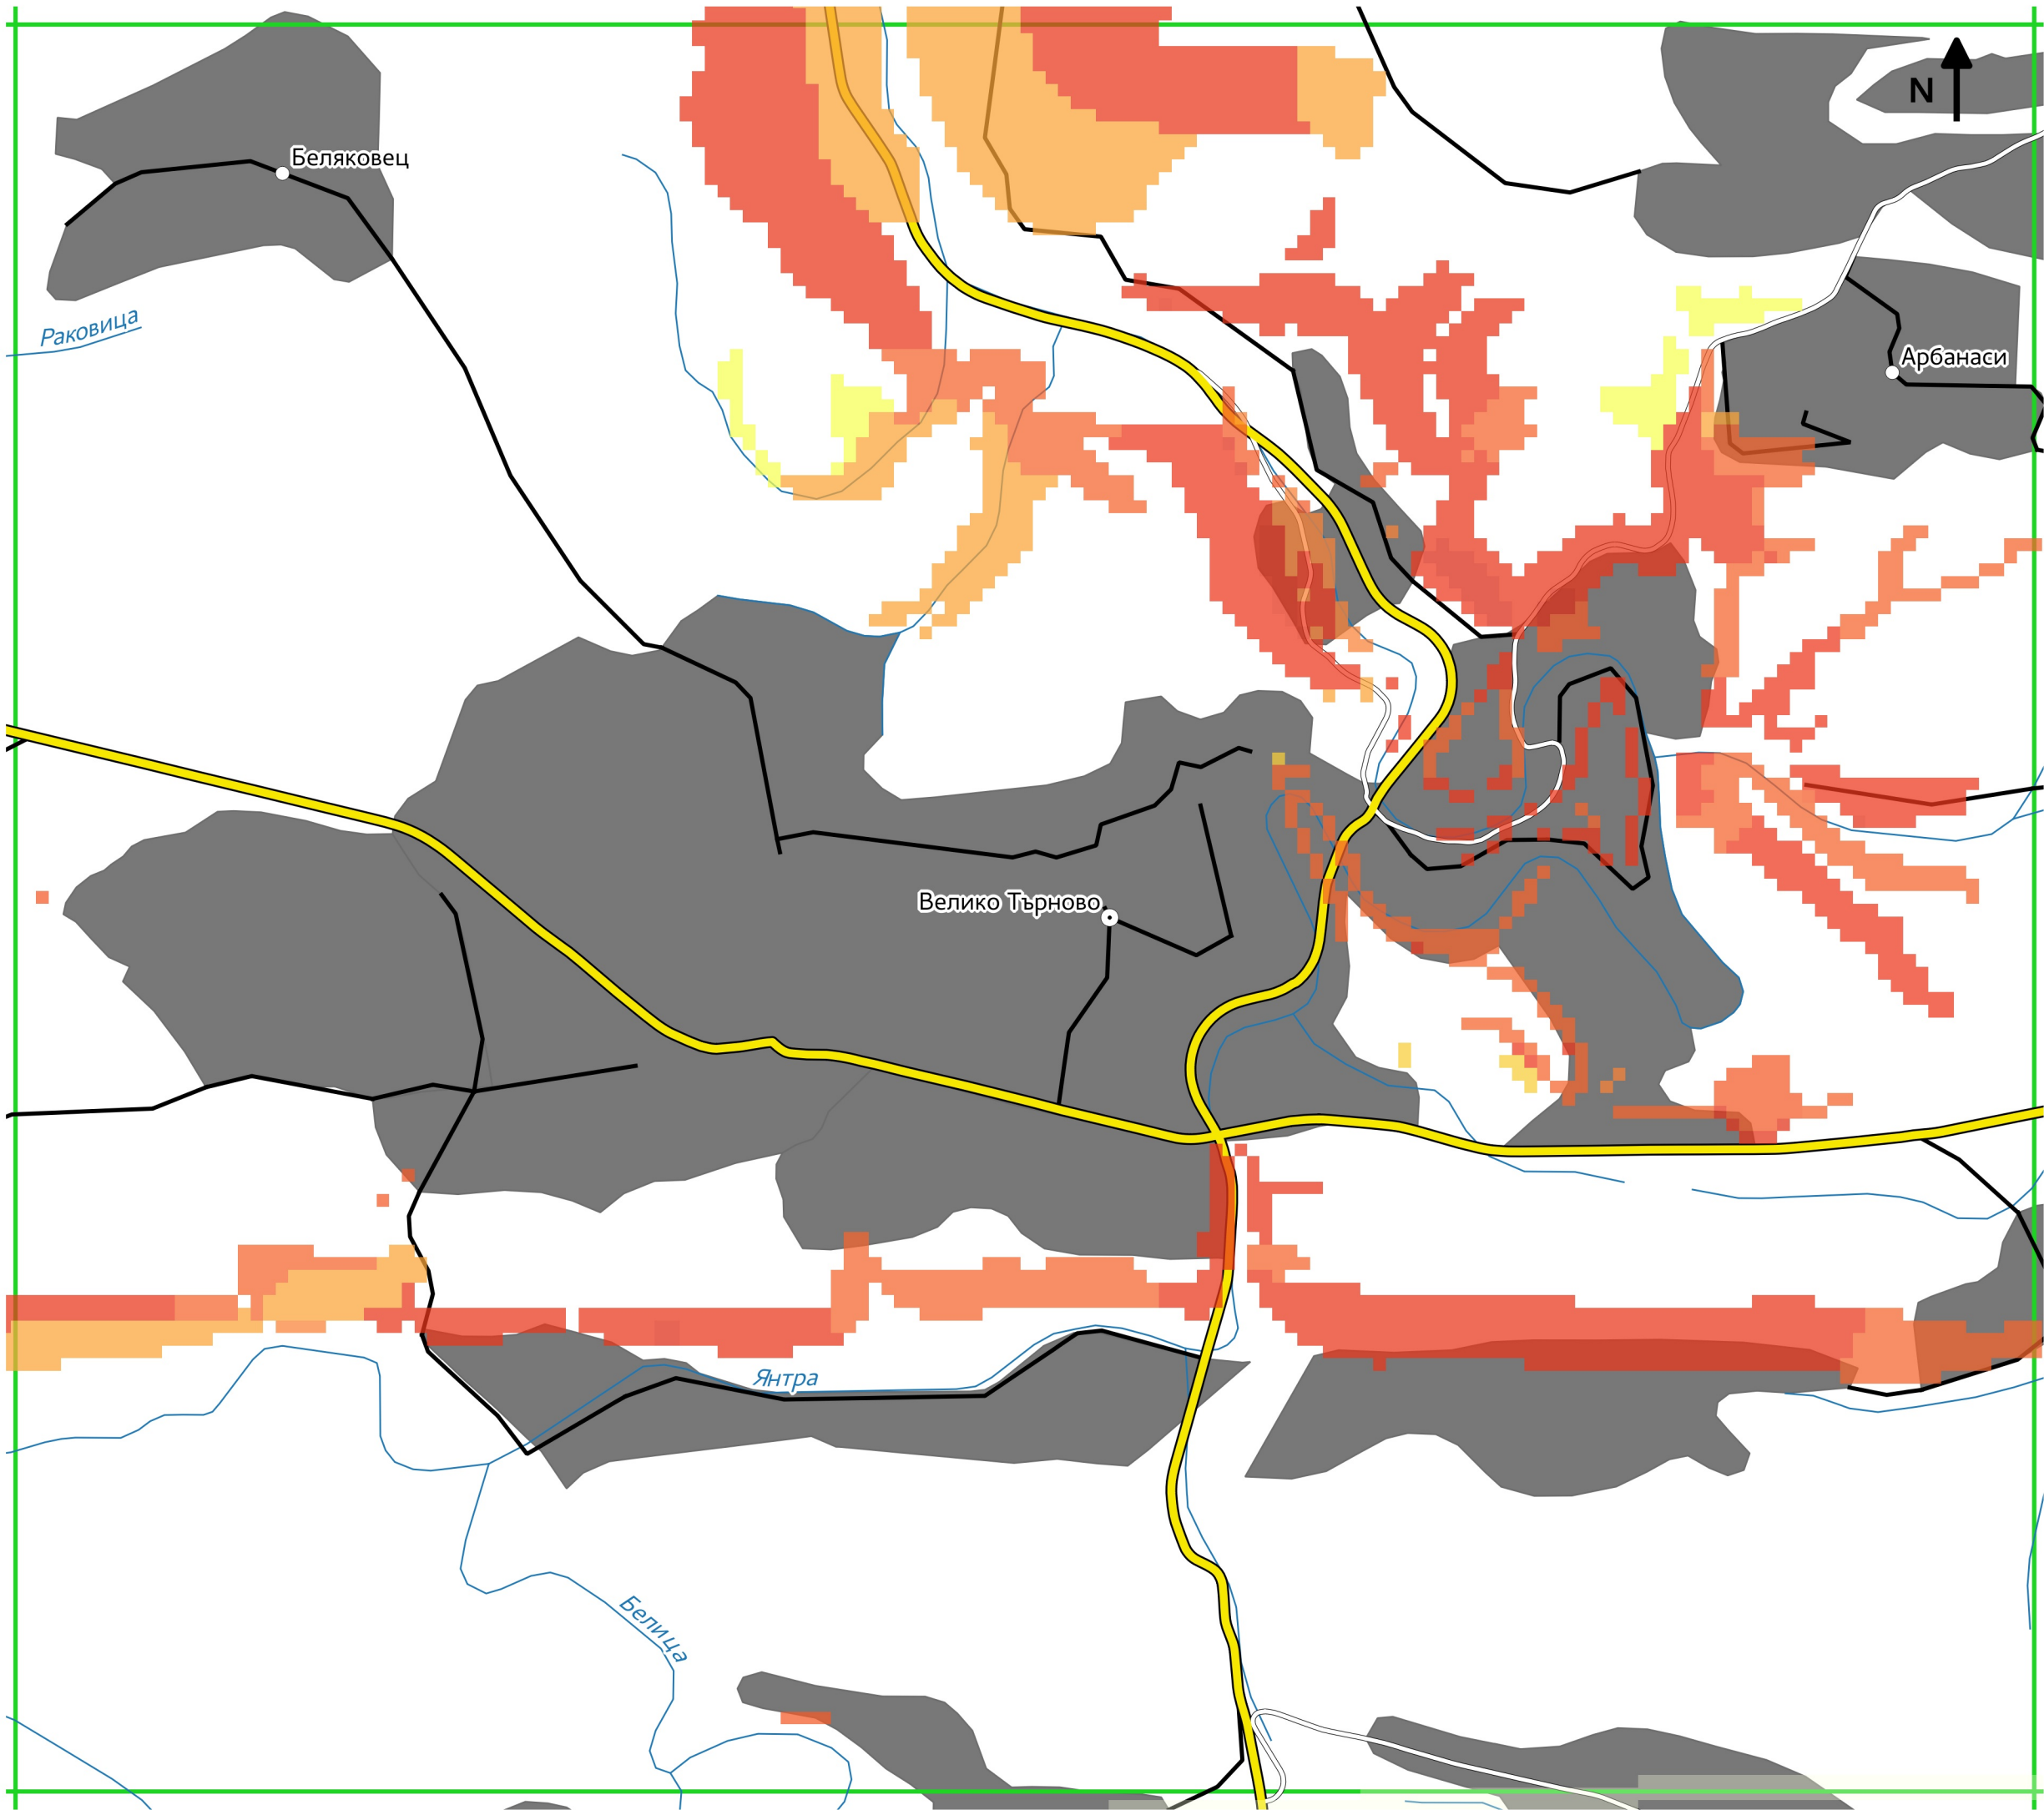 N
Беляковец
Раковица
Арбанаси
Велико Търново
Янтра
Белица